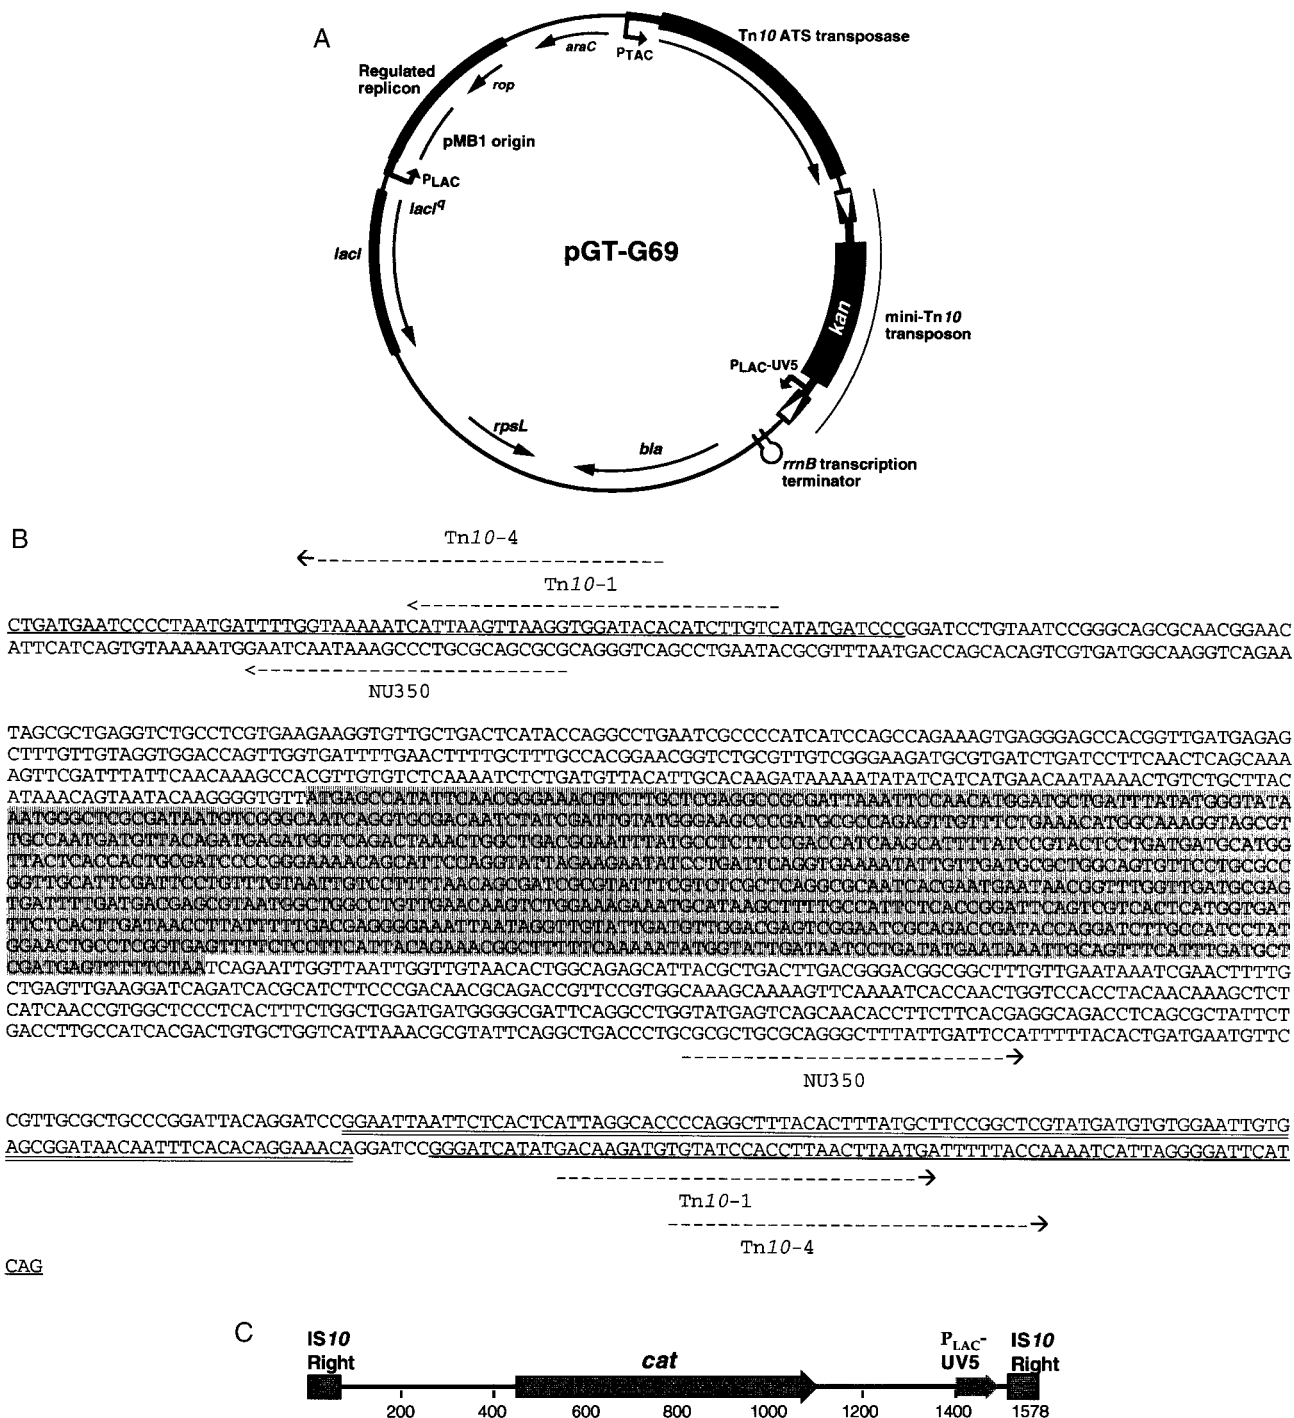 A
araC
PTAC
Tn10 ATS transposase
Regulated
replicon
rop
pMB1 origin
PLAC
lacIq
lacI
pGT-G69
kan
mini-Tn10
transposon
PLAC-UV5
rpsL
bla
rrnB transcription
terminator
B
Tn10-4
Tn10-1
CTGATGAATCCCCTAATGATTTTGGTAAAAATCATTAAGTTAAGGTGGATACACATCTTGTCATATGATCCCGGATCCTGTAATCCGGGCAGCGCAACGGAAC
ATTCATCAGTGTAAAAATGGAATCAATAAAGCCCTGCGCAGCGCGCAGGGTCAGCCTGAATACGCGTTTAATGACCAGCACAGTCGTGATGGCAAGGTCAGAA
NU350
TAGCGCTGAGGTCTGCCTCGTGAAGAAGGTGTTGCTGACTCATACCAGGCCTGAATCGCCCCATCATCCAGCCAGAAAGTGAGGGAGCCACGGTTGATGAGAG
CTTTGTTGTAGGTGGACCAGTTGGTGATTTTGAACTTTTGCTTTGCCACGGAACGGTCTGCGTTGTCGGGAAGATGCGTGATCTGATCCTTCAACTCAGCAAA
AGTTCGATTTATTCAACAAAGCCACGTTGTGTCTCAAAATCTCTGATGTTACATTGCACAAGATAAAAATATATCATCATGAACAATAAAACTGTCTGCTTAC
ATAAACAGTAATACAAGGGGTGTTATGAGCCATATTCAACGGGAAACGTCTTGCTCGAGGCCGCGATTAAATTCCAACATGGATGCTGATTTATATGGGTATA
AATGGGCTCGCGATAATGTCGGGCAATCAGGTGCGACAATCTATCGATTGTATGGGAAGCCCGATGCGCCAGAGTTGTTTCTGAAACATGGCAAAGGTAGCGT
TGCCAATGATGTTACAGATGAGATGGTCAGACTAAACTGGCTGACGGAATTTATGCCTCTTCCGACCATCAAGCATTTTATCCGTACTCCTGATGATGCATGG
TTACTCACCACTGCGATCCCCGGGAAAACAGCATTCCAGGTATTAGAAGAATATCCTGATTCAGGTGAAAATATTGTTGATGCGCTGGCAGTGTTCCTGCGCC
GGTTGCATTCGATTCCTGTTTGTAATTGTCCTTTTAACAGCGATCGCGTATTTCGTCTCGCTCAGGCGCAATCACGAATGAATAACGGTTTGGTTGATGCGAG
TGATTTTGATGACGAGCGTAATGGCTGGCCTGTTGAACAAGTCTGGAAAGAAATGCATAAGCTTTTGCCATTCTCACCGGATTCAGTCGTCACTCATGGTGAT
TTCTCACTTGATAACCTTATTTTTGACGAGGGGAAATTAATAGGTTGTATTGATGTTGGACGAGTCGGAATCGCAGACCGATACCAGGATCTTGCCATCCTAT
GGAACTGCCTCGGTGAGTTTTCTCCTTCATTACAGAAACGGCTTTTTCAAAAATATGGTATTGATAATCCTGATATGAATAAATTGCAGTTTCATTTGATGCT
CGATGAGTTTTTCTAATCAGAATTGGTTAATTGGTTGTAACACTGGCAGAGCATTACGCTGACTTGACGGGACGGCGGCTTTGTTGAATAAATCGAACTTTTG
CTGAGTTGAAGGATCAGATCACGCATCTTCCCGACAACGCAGACCGTTCCGTGGCAAAGCAAAAGTTCAAAATCACCAACTGGTCCACCTACAACAAAGCTCT
CATCAACCGTGGCTCCCTCACTTTCTGGCTGGATGATGGGGCGATTCAGGCCTGGTATGAGTCAGCAACACCTTCTTCACGAGGCAGACCTCAGCGCTATTCT
GACCTTGCCATCACGACTGTGCTGGTCATTAAACGCGTATTCAGGCTGACCCTGCGCGCTGCGCAGGGCTTTATTGATTCCATTTTTACACTGATGAATGTTC
NU350
CGTTGCGCTGCCCGGATTACAGGATCCGGAATTAATTCTCACTCATTAGGCACCCCAGGCTTTACACTTTATGCTTCCGGCTCGTATGATGTGTGGAATTGTG
AGCGGATAACAATTTCACACAGGAAACAGGATCCGGGATCATATGACAAGATGTGTATCCACCTTAACTTAATGATTTTTACCAAAATCATTAGGGGATTCAT
Tn10-1
Tn10-4
CAG
C
IS10
Right
cat
PLAC-
UV5
IS10
Right
200 400 600 800 1000 1200 1400 1578